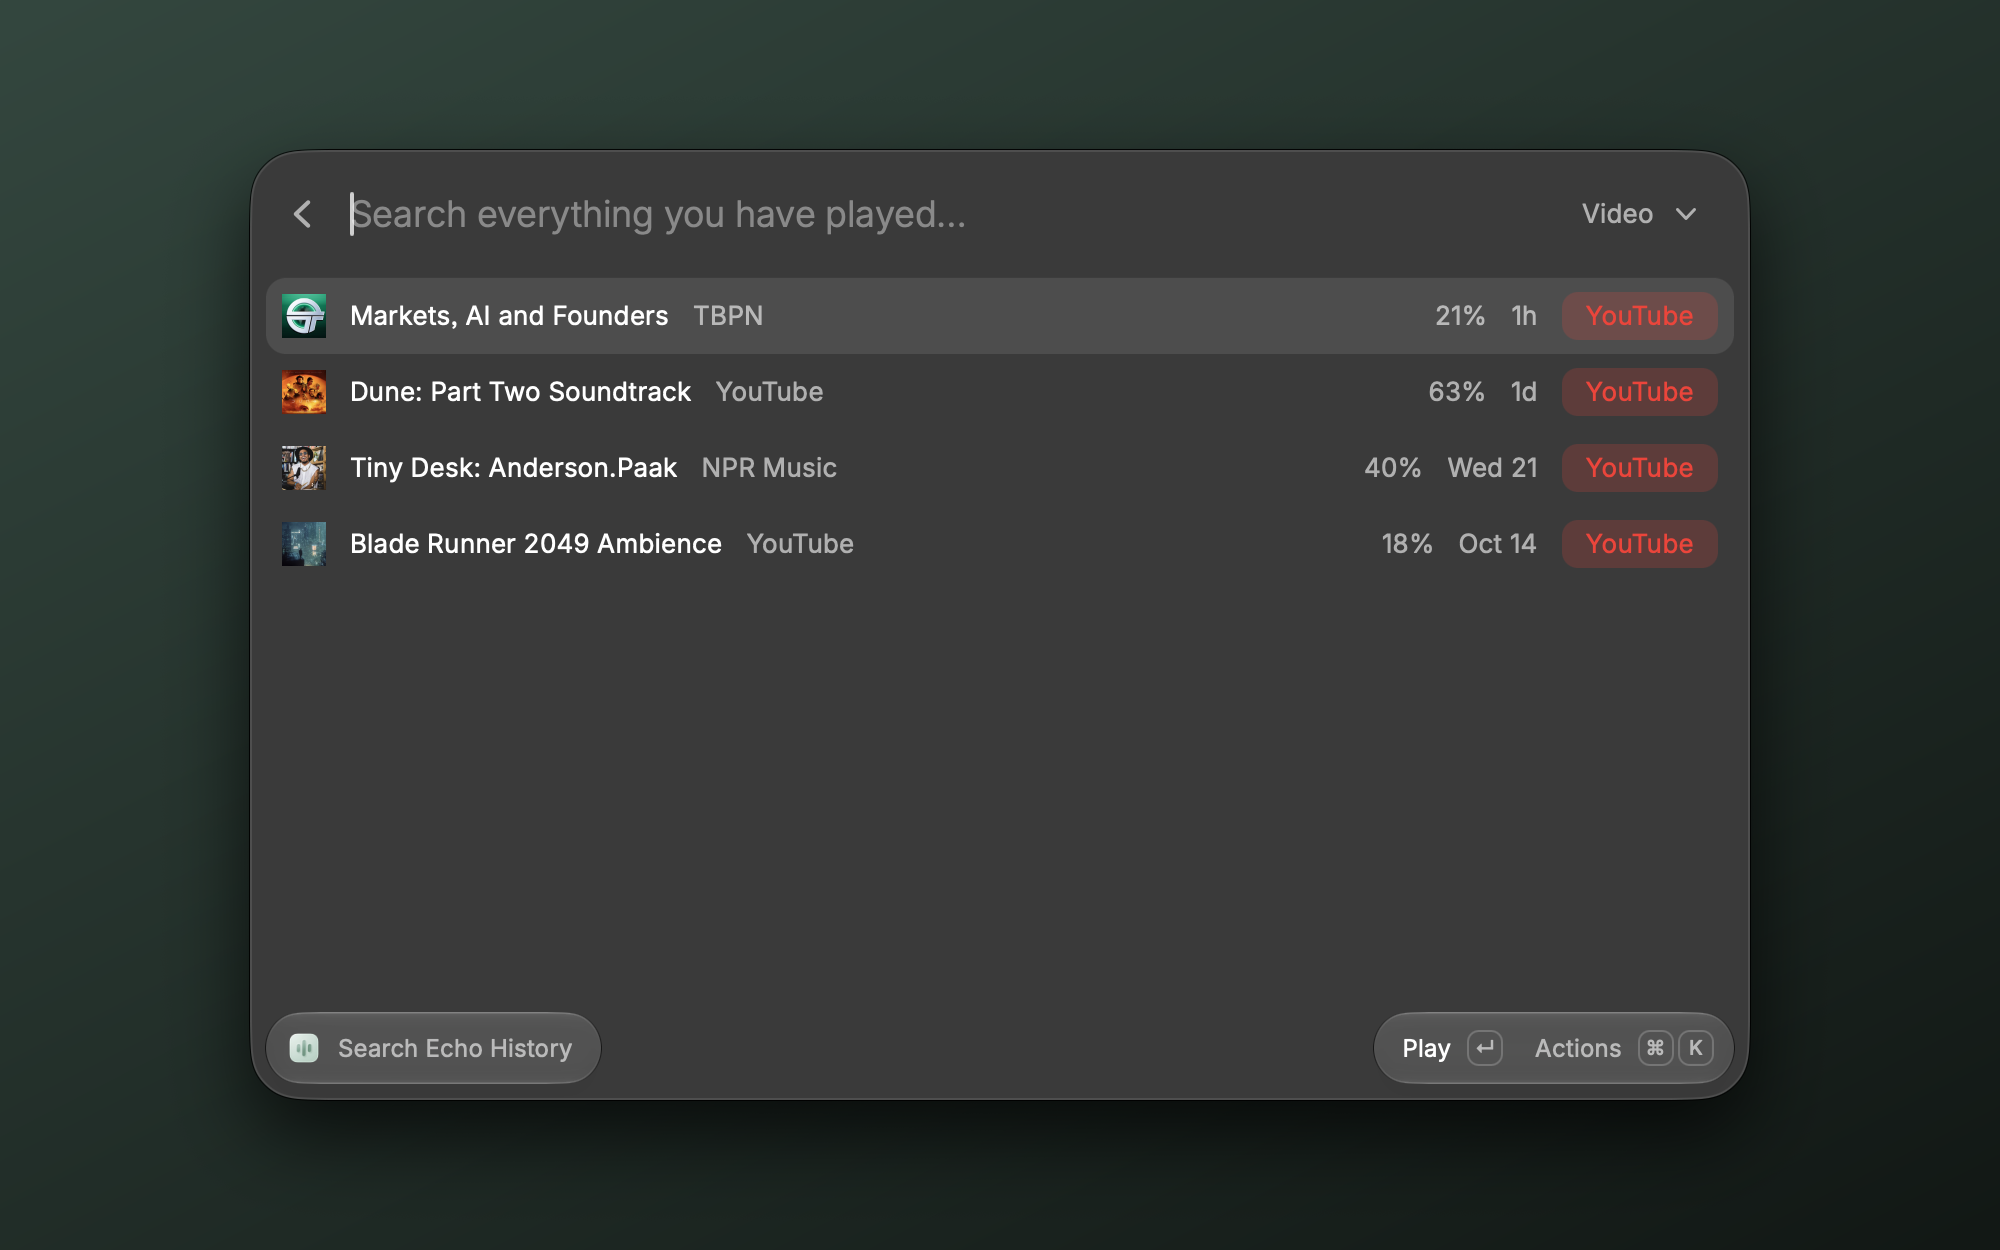 Search everything you have played... Video
Markets, AI and Founders TBPN 21% 1h YouTube
Dune: Part Two Soundtrack YouTube 63% 1d YouTube
Tiny Desk: Anderson.Paak NPR Music 40% Wed 21 YouTube
Blade Runner 2049 Ambience YouTube 18% Oct 14 YouTube
Search Echo History Play ↵ Actions ⌘ K